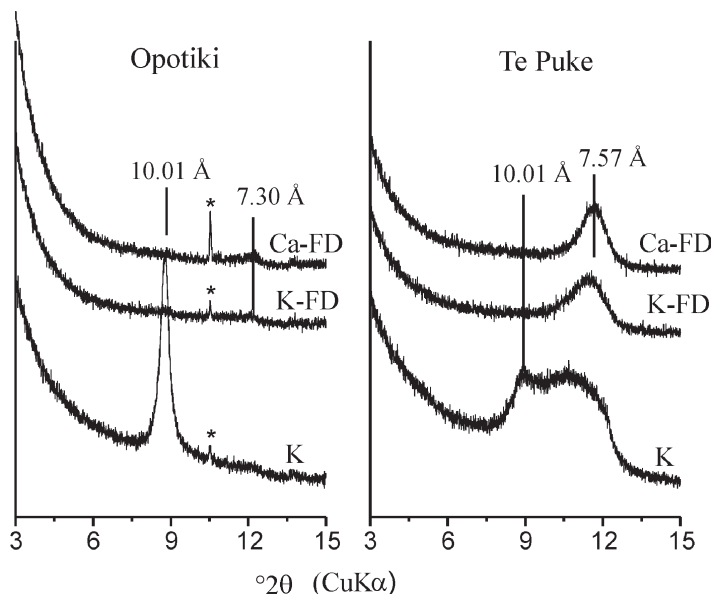 Opotiki
10.01 Å
*
7.30 Å
Ca-FD
*
K-FD
*
K
3
6
9
12
15
Te Puke
10.01 Å
7.57 Å
Ca-FD
K-FD
K
3
6
9
12
15
°2θ (CuKα)